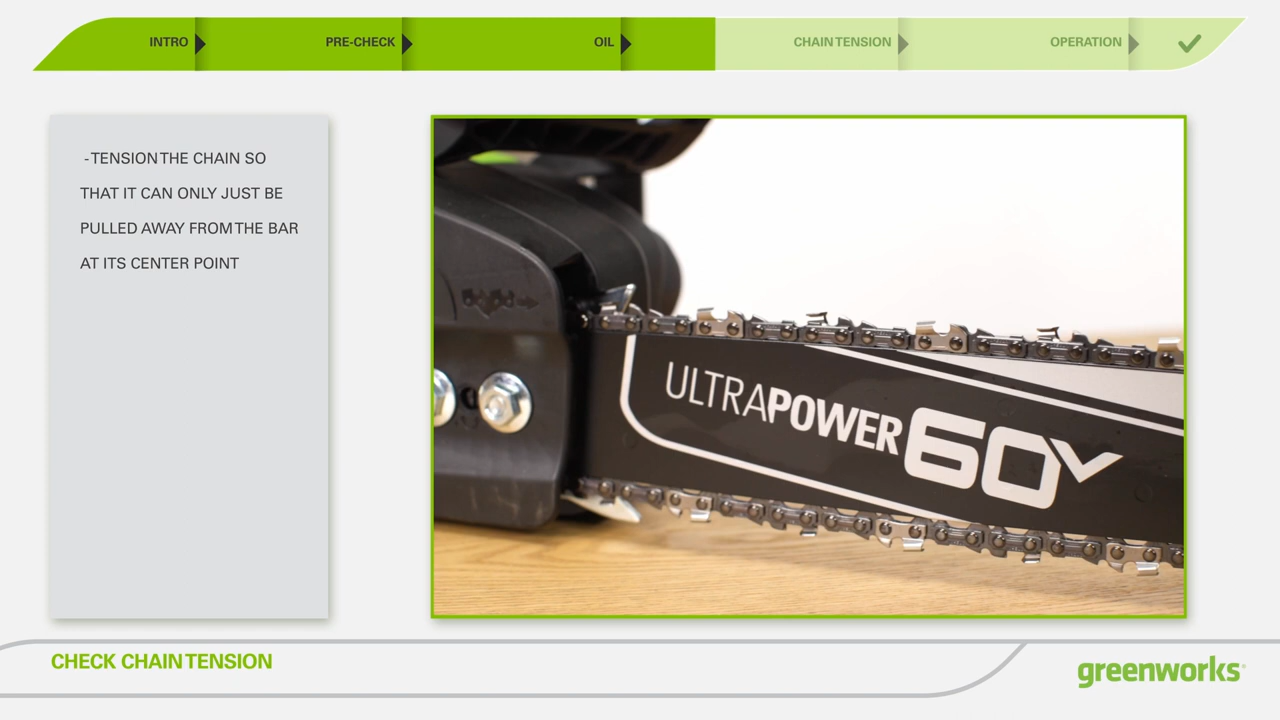 INTRO
PRE-CHECK
OIL
CHAIN TENSION
OPERATION
-TENSION THE CHAIN SO
THAT IT CAN ONLY JUST BE
PULLED AWAY FROM THE BAR
AT ITS CENTER POINT
ULTRAPOWER 60V
CHECK CHAIN TENSION
greenworks